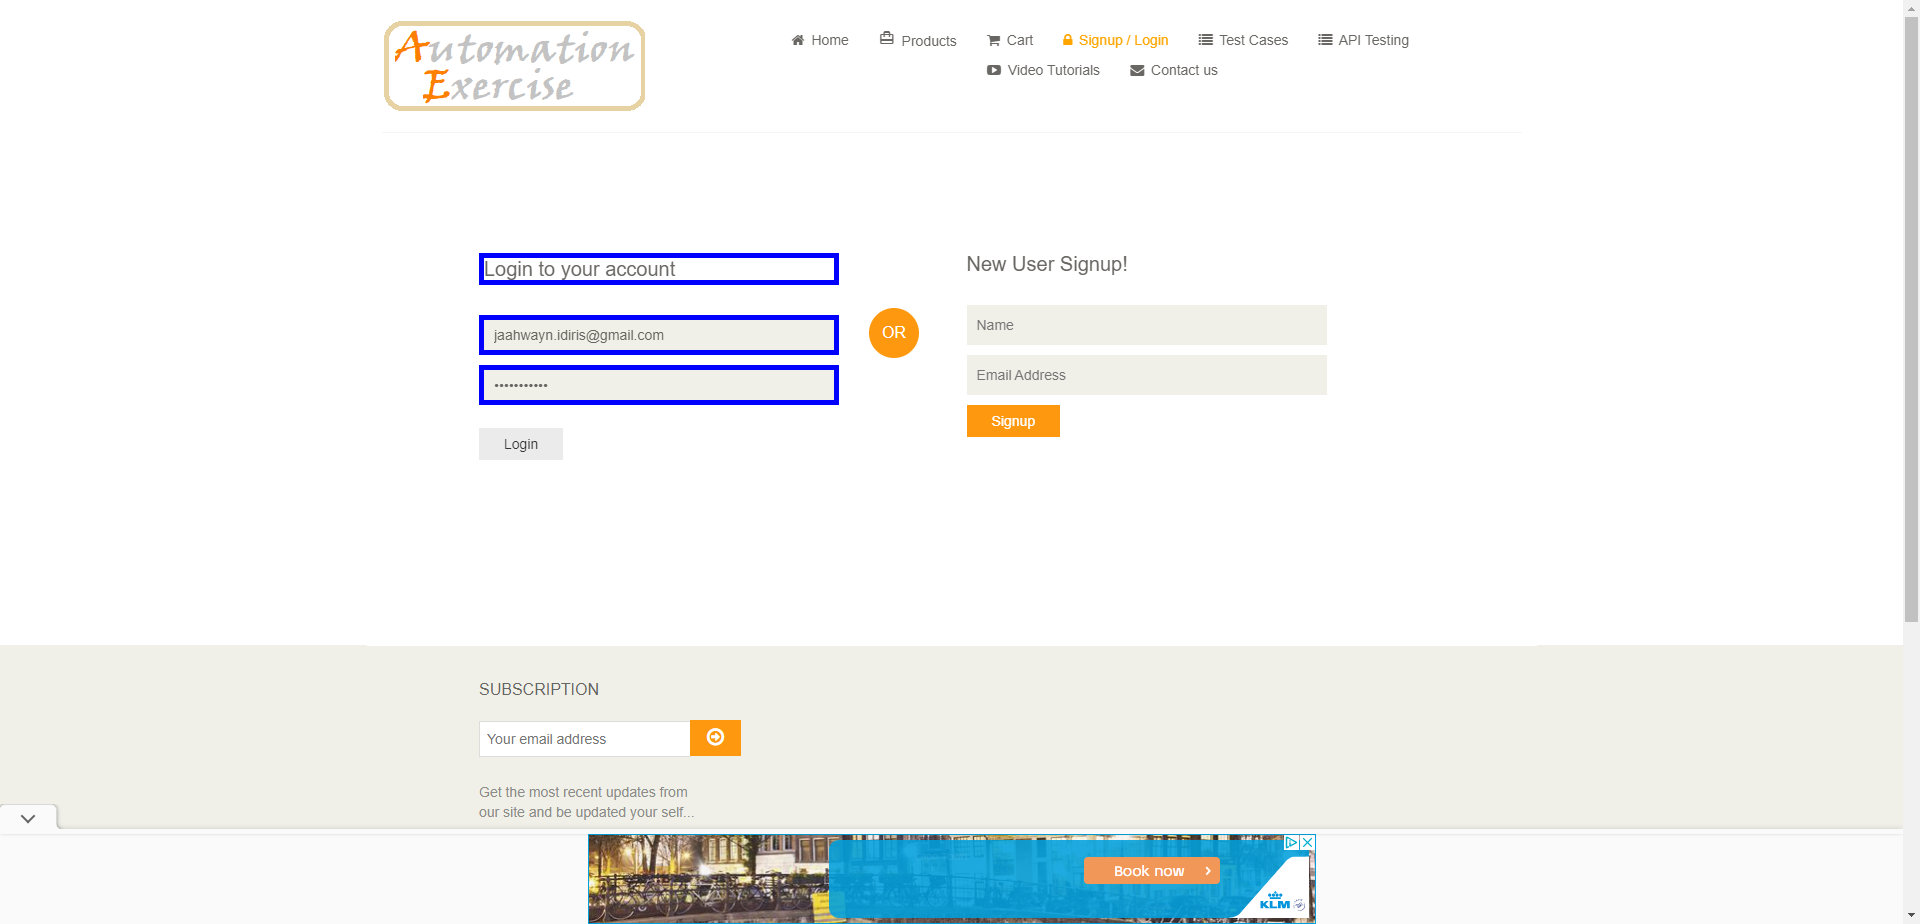 Automation
Exercise
Home
Products
Cart
Signup / Login
Test Cases
API Testing
Video Tutorials
Contact us
Login to your account
jaahwayn.idiris@gmail.com
•••••••••••
Login
OR
New User Signup!
Name
Email Address
Signup
SUBSCRIPTION
Your email address
Get the most recent updates from
our site and be updated your self...
Book now
KLM